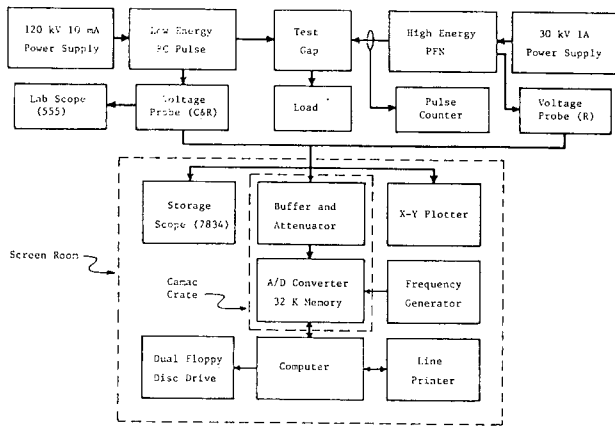 120 kV 10 mA
Power Supply
Low Energy
RC Pulse
Test
Gap
High Energy
PFN
30 kV 1A
Power Supply
Lab Scope
(555)
Voltage
Probe (C&R)
Load
Pulse
Counter
Voltage
Probe (R)
Storage
Scope (7834)
Buffer and
Attenuator
X-Y Plotter
Screen Room
Camac
Crate
A/D Converter
32 K Memory
Frequency
Generator
Dual Floppy
Disc Drive
Computer
Line
Printer